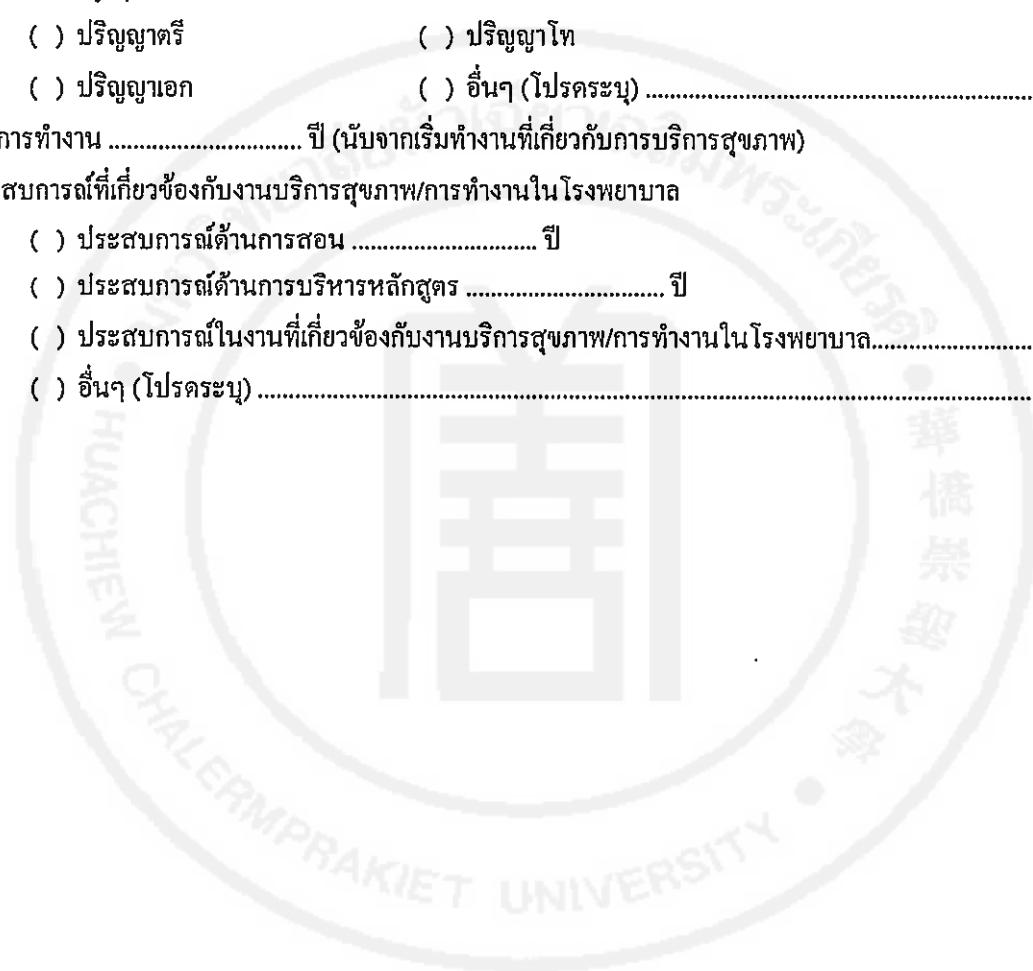 ( ) ปริญญาตรี ( ) ปริญญาโท
( ) ปริญญาเอก ( ) อื่นๆ (โปรดระบุ) ................................................................
การทำงาน ............................... ปี (นับจากเริ่มทำงานที่เกี่ยวกับการบริการสุขภาพ)
สบการณ์ที่เกี่ยวข้องกับงานบริการสุขภาพ/การทำงานในโรงพยาบาล
( ) ประสบการณ์ด้านการสอน .............................. ปี
( ) ประสบการณ์ด้านการบริหารหลักสูตร ................................ ปี
( ) ประสบการณ์ในงานที่เกี่ยวข้องกับงานบริการสุขภาพ/การทำงานในโรงพยาบาล..........................
( ) อื่นๆ (โปรดระบุ) ................................................................................................................................
HUACHIEW CHALERMPRAKIET UNIVERSITY
華僑崇聖大學